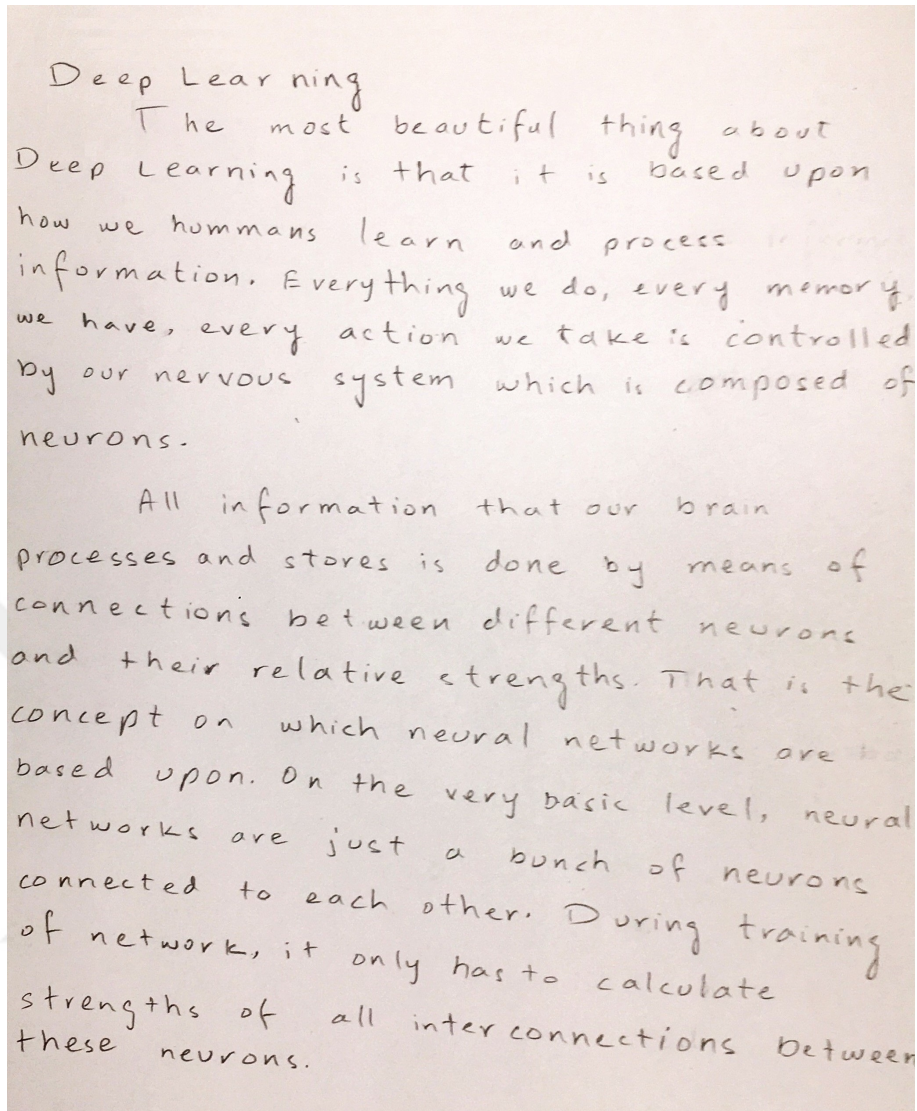 Deep Learning
The most beautiful thing about
Deep Learning is that it is based upon
how we hummans learn and process
information. Everything we do, every memory
we have, every action we take is controlled
by our nervous system which is composed of
neurons.
All information that our brain
processes and stores is done by means of
connections between different neurons
and their relative strengths. That is the
concept on which neural networks are
based upon. On the very basic level, neural
networks are just a bunch of neurons
connected to each other. During training
of network, it only has to calculate
strengths of all interconnections between
these neurons.